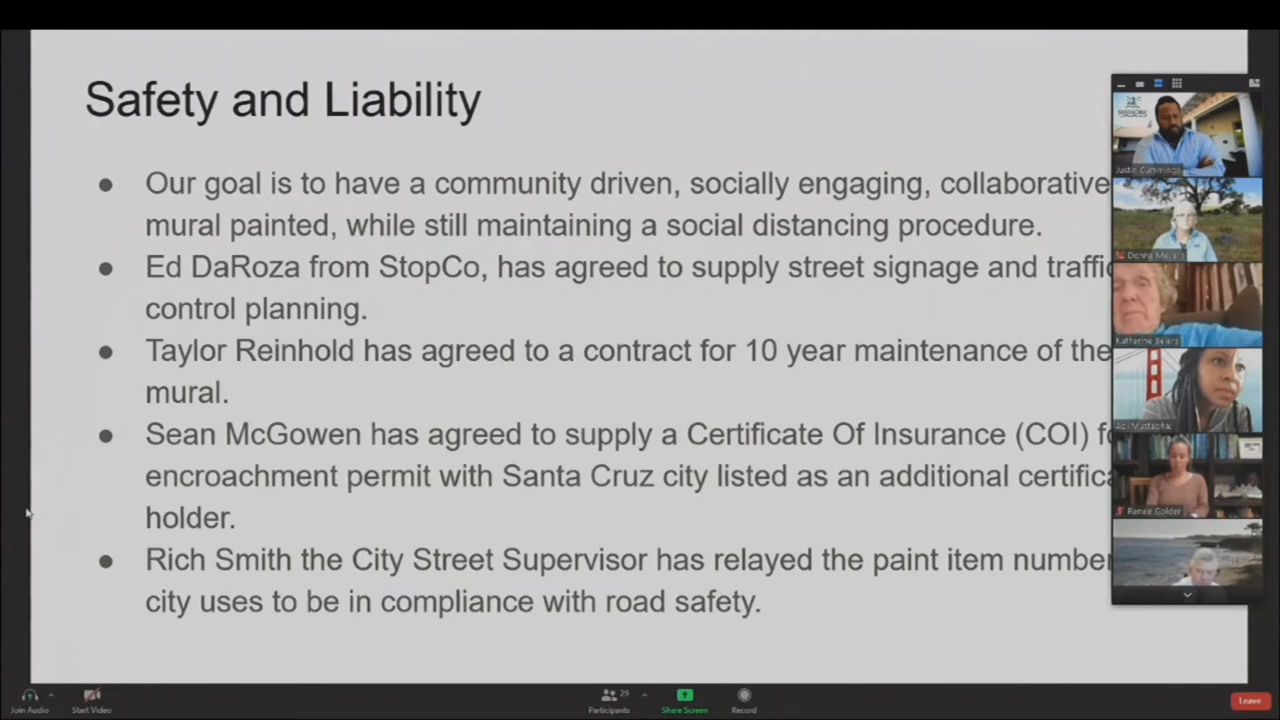 Safety and Liability
● Our goal is to have a community driven, socially engaging, collaborative
mural painted, while still maintaining a social distancing procedure.
● Ed DaRoza from StopCo, has agreed to supply street signage and traffic
control planning.
● Taylor Reinhold has agreed to a contract for 10 year maintenance of the
mural.
● Sean McGowen has agreed to supply a Certificate Of Insurance (COI)
encroachment permit with Santa Cruz city listed as an additional
holder.
● Rich Smith the City Street Supervisor has relayed the paint item number
city uses to be in compliance with road safety.
Justin Cummings
Donna Meyers
Katherine Beiers
Renee Golder
Join Audio
Start Video
29
Participants
Share Screen
Record
Leave